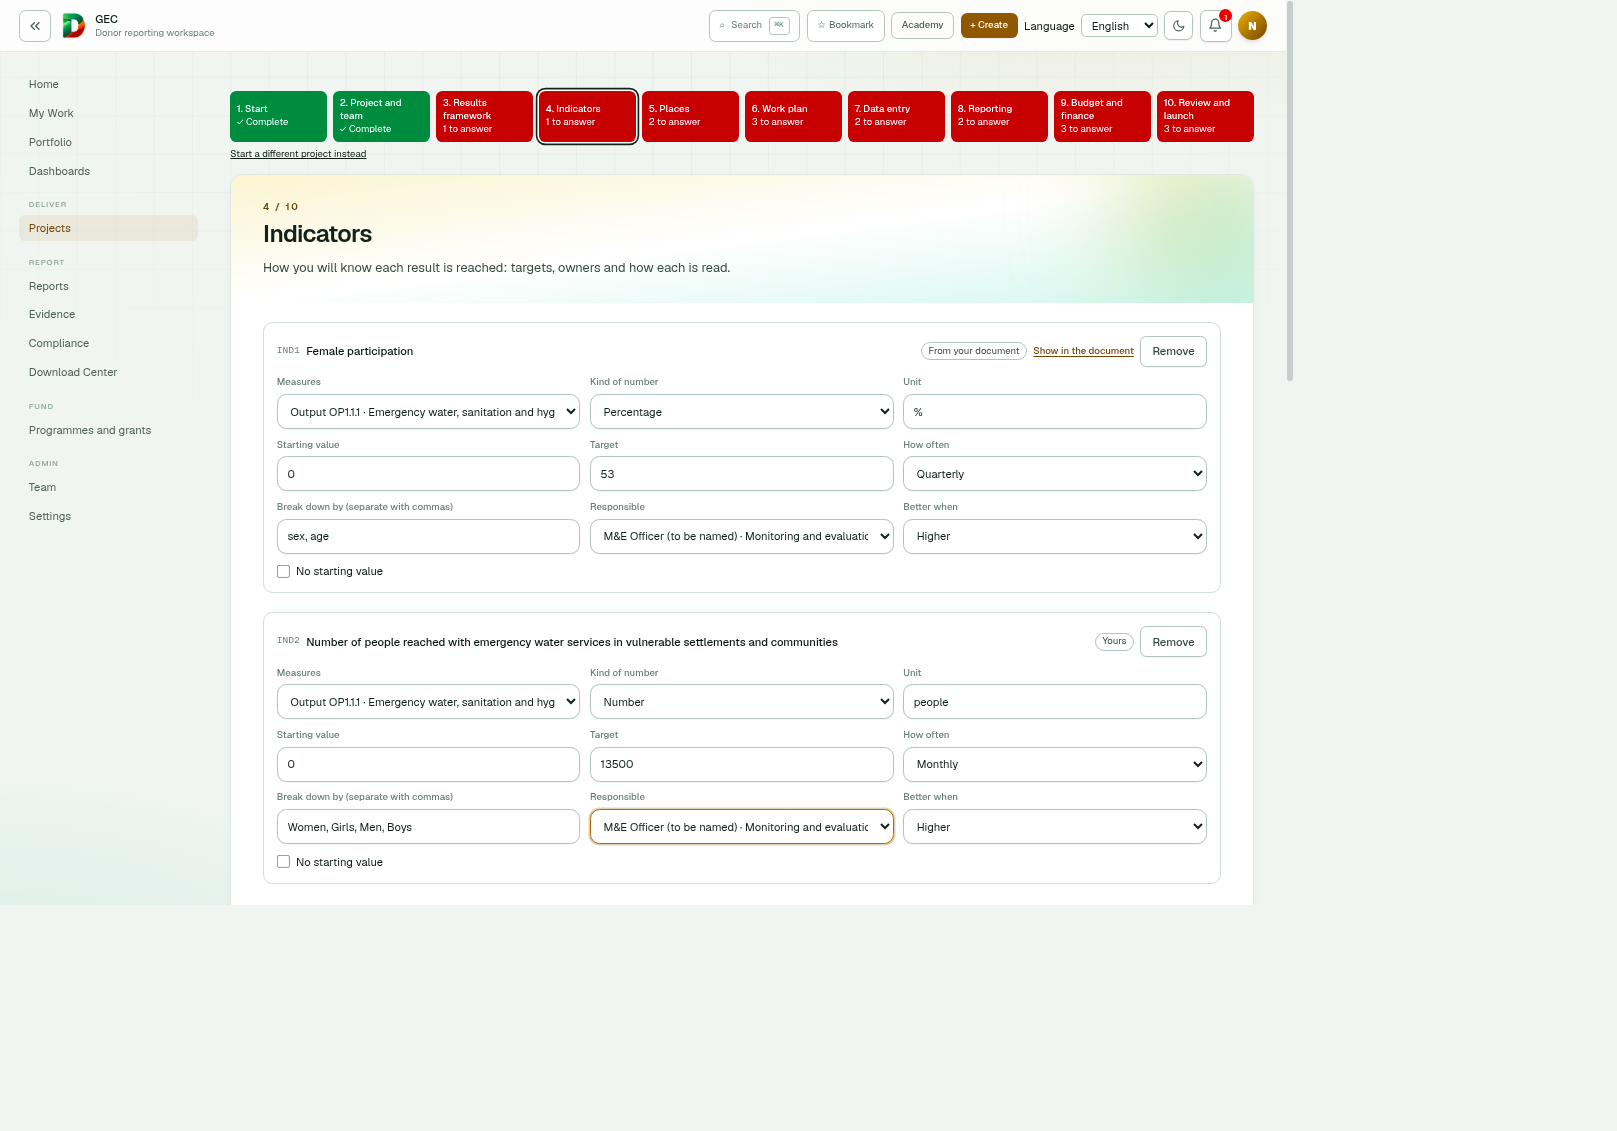 GEC
Donor reporting workspace
Search ⌘K
☆ Bookmark
Academy
+ Create
Language
English
1
N
Home
My Work
Portfolio
Dashboards
DELIVER
Projects
REPORT
Reports
Evidence
Compliance
Download Center
FUND
Programmes and grants
ADMIN
Team
Settings
1. Start
✓ Complete
2. Project and team
✓ Complete
3. Results framework
1 to answer
4. Indicators
1 to answer
5. Places
2 to answer
6. Work plan
3 to answer
7. Data entry
2 to answer
8. Reporting
2 to answer
9. Budget and finance
3 to answer
10. Review and launch
3 to answer
Start a different project instead
4 / 10
Indicators
How you will know each result is reached: targets, owners and how each is read.
IND1 Female participation
From your document
Show in the document
Remove
Measures
Kind of number
Unit
Output OP1.1.1 · Emergency water, sanitation and hyg
Percentage
%
Starting value
Target
How often
0
53
Quarterly
Break down by (separate with commas)
Responsible
Better when
sex, age
M&E Officer (to be named) · Monitoring and evaluatic
Higher
No starting value
IND2 Number of people reached with emergency water services in vulnerable settlements and communities
Yours
Remove
Measures
Kind of number
Unit
Output OP1.1.1 · Emergency water, sanitation and hyg
Number
people
Starting value
Target
How often
0
13500
Monthly
Break down by (separate with commas)
Responsible
Better when
Women, Girls, Men, Boys
M&E Officer (to be named) · Monitoring and evaluatic
Higher
No starting value